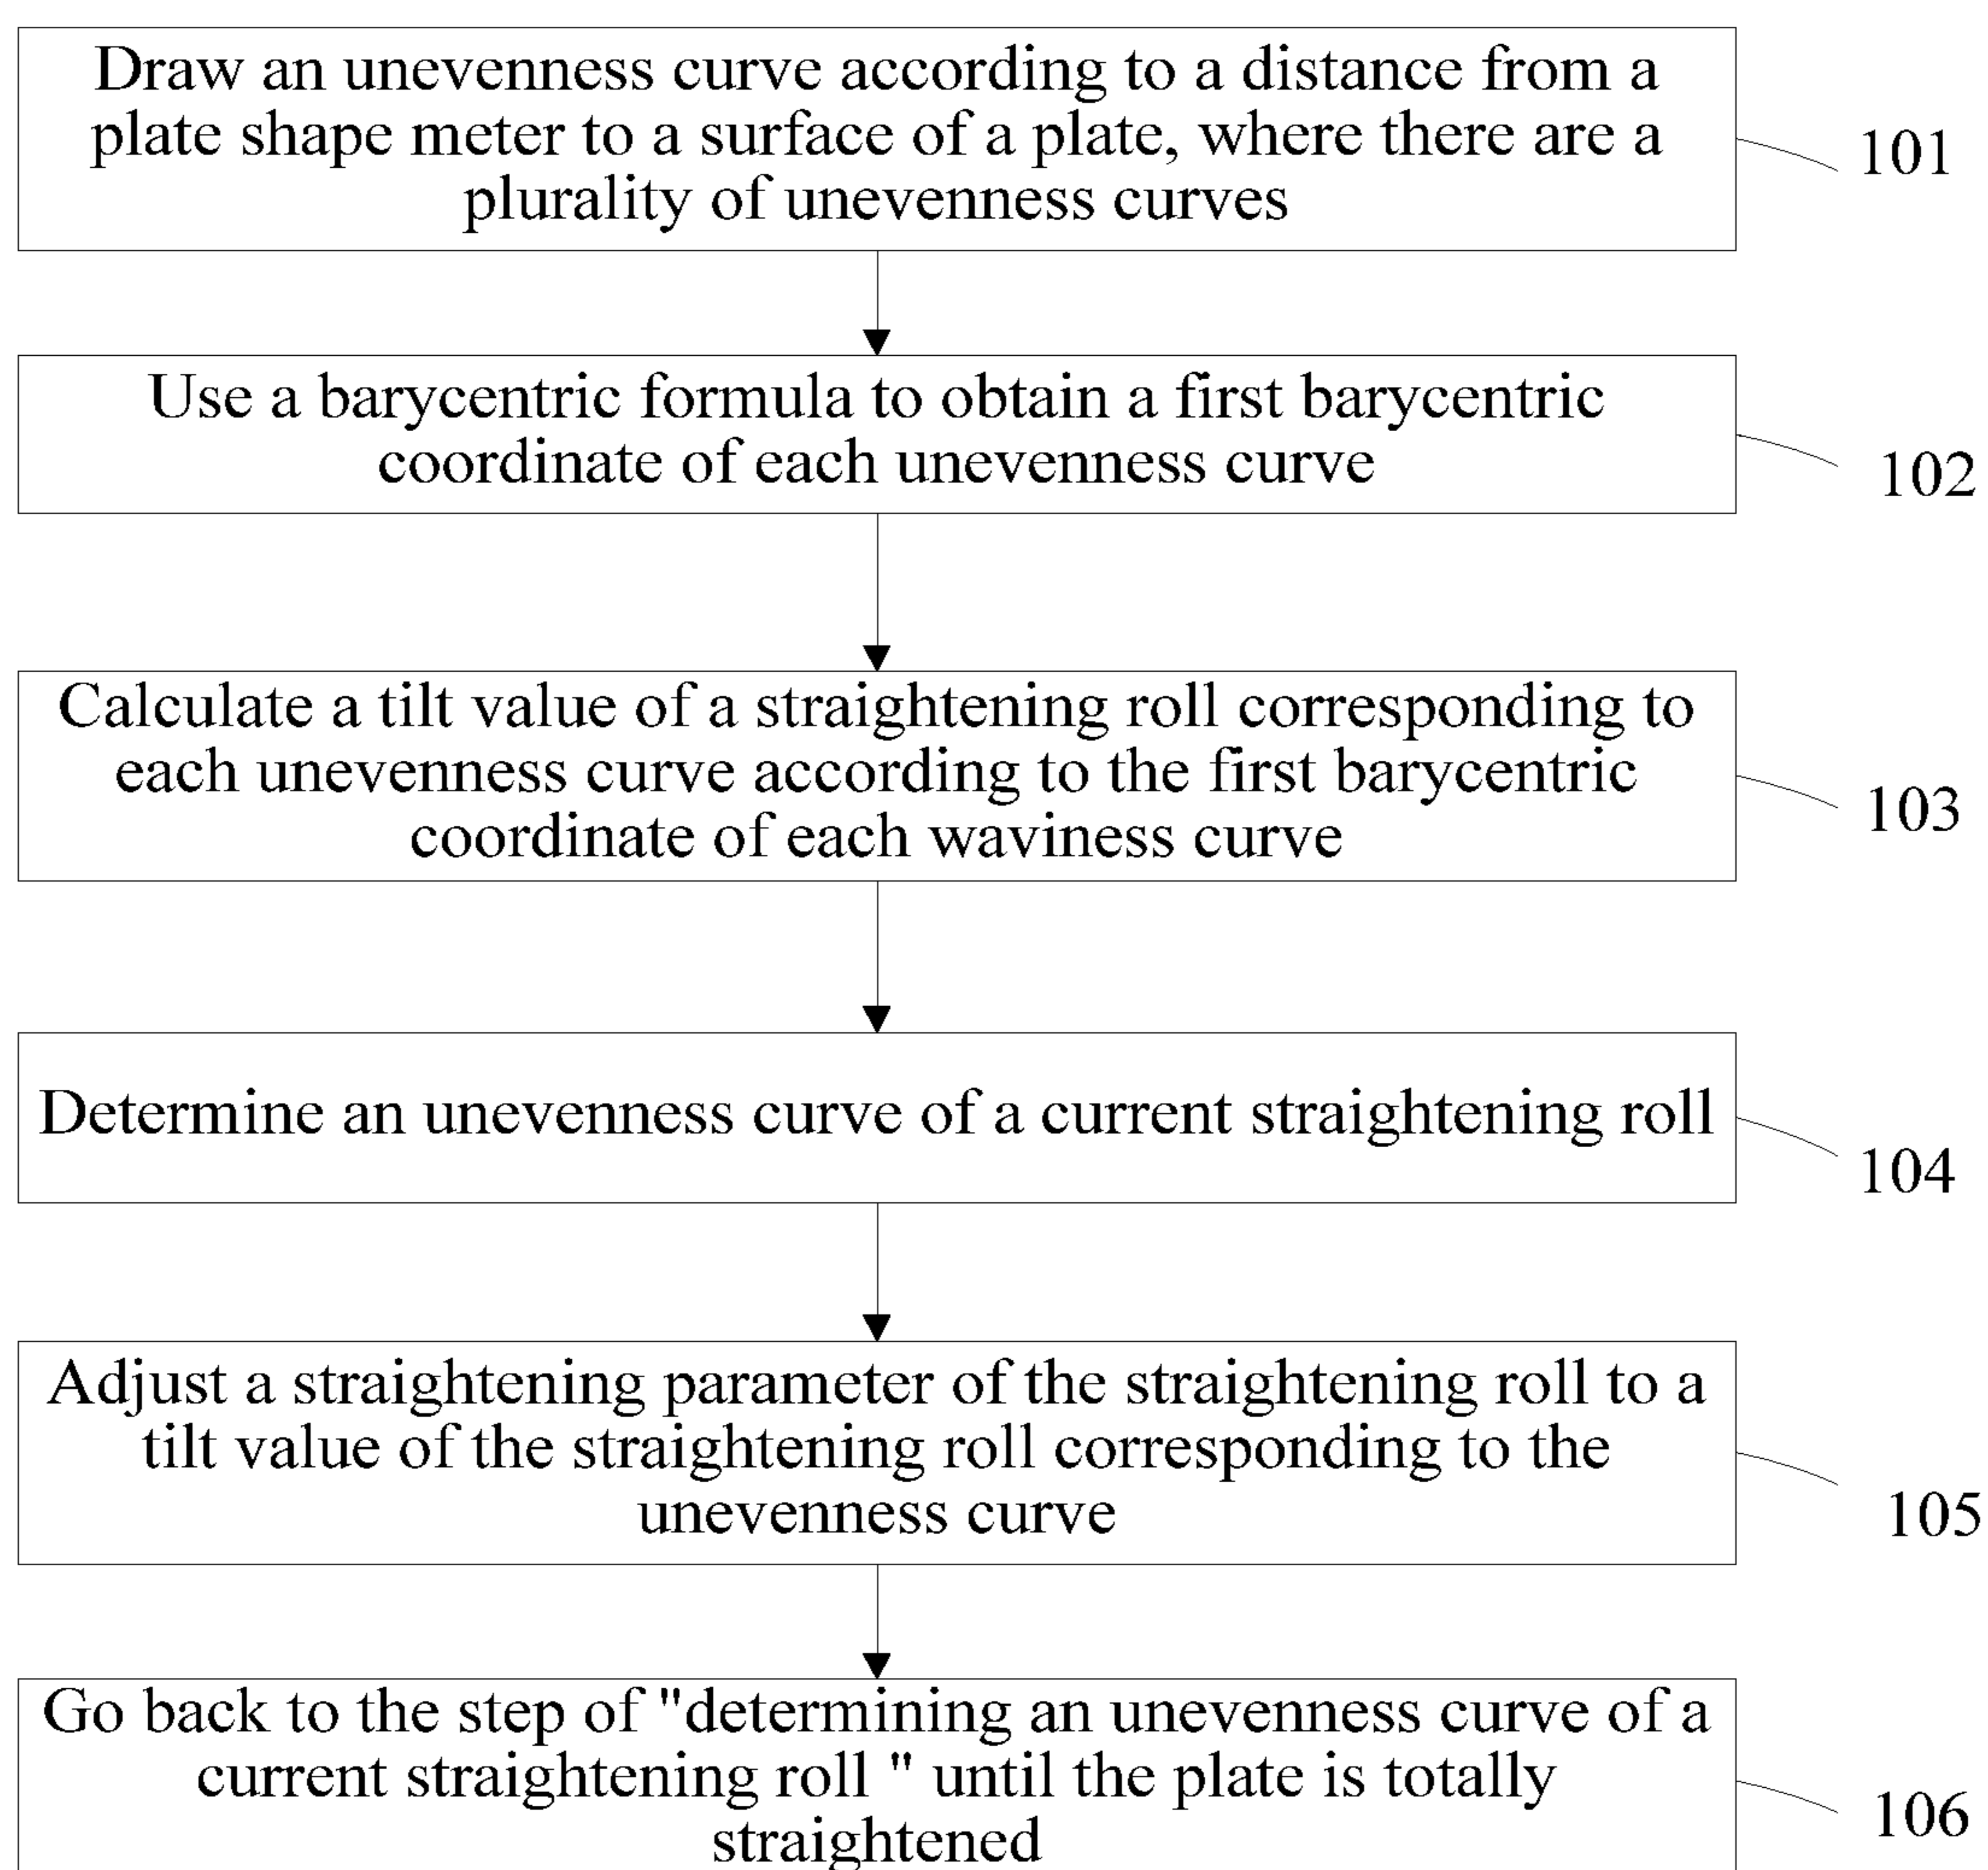 Draw an unevenness curve according to a distance from a
plate shape meter to a surface of a plate, where there are a
plurality of unevenness curves
101
Use a barycentric formula to obtain a first barycentric
coordinate of each unevenness curve
102
Calculate a tilt value of a straightening roll corresponding to
each unevenness curve according to the first barycentric
coordinate of each waviness curve
103
Determine an unevenness curve of a current straightening roll
104
Adjust a straightening parameter of the straightening roll to a
tilt value of the straightening roll corresponding to the
unevenness curve
105
Go back to the step of "determining an unevenness curve of a
current straightening roll " until the plate is totally
straightened
106